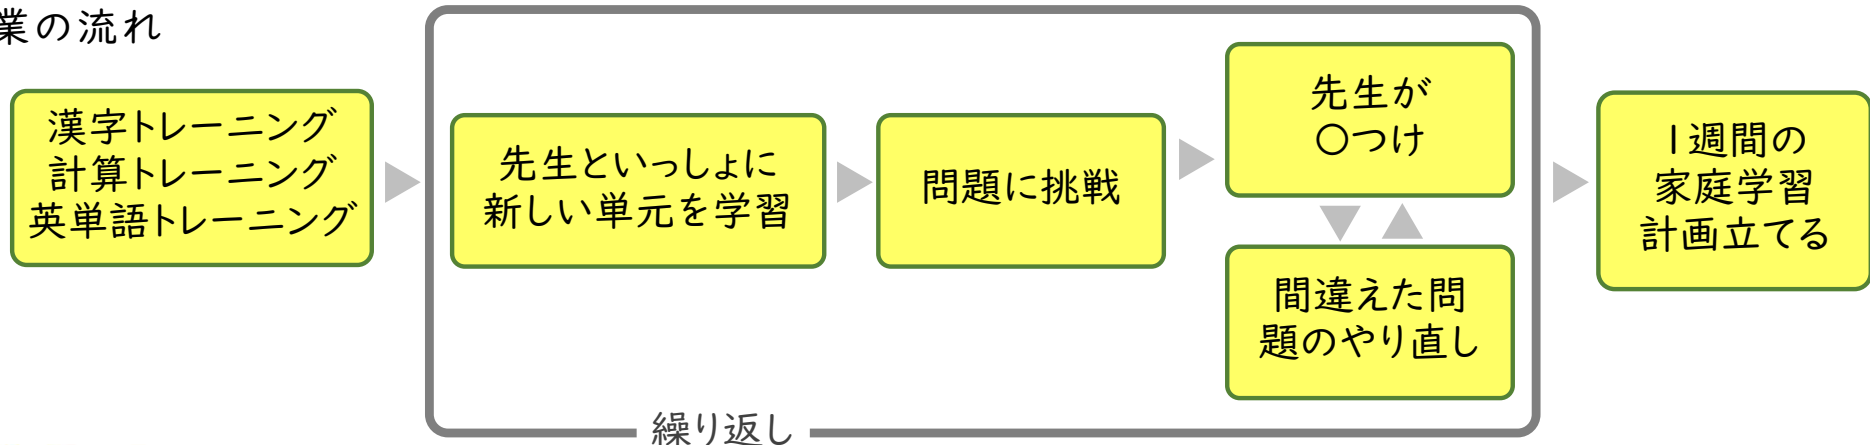 業の流れ
漢字トレーニング
計算トレーニング
英単語トレーニング
先生といっしょに
新しい単元を学習
問題に挑戦
先生が
〇つけ
間違えた問
題のやり直し
1週間の
家庭学習
計画立てる
繰り返し